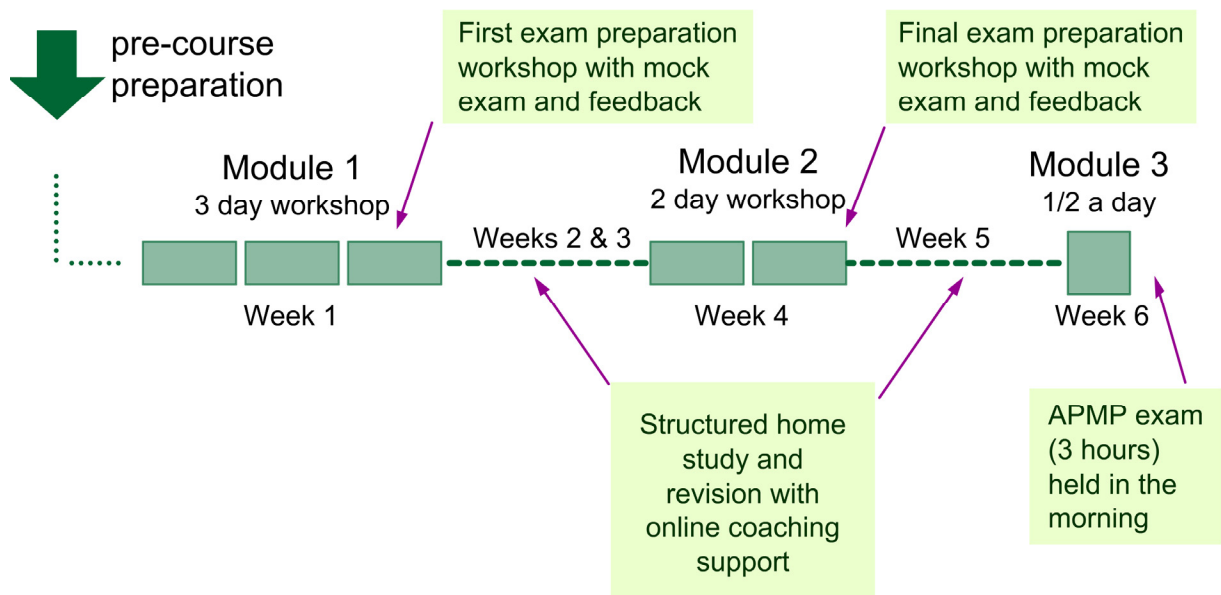 pre-course
preparation
First exam preparation
workshop with mock
exam and feedback
Final exam preparation
workshop with mock
exam and feedback
Module 1
3 day workshop
Module 2
2 day workshop
Module 3
1/2 a day
Weeks 2 & 3
Week 5
Week 1
Week 4
Week 6
Structured home
study and
revision with
online coaching
support
APMP exam
(3 hours)
held in the
morning